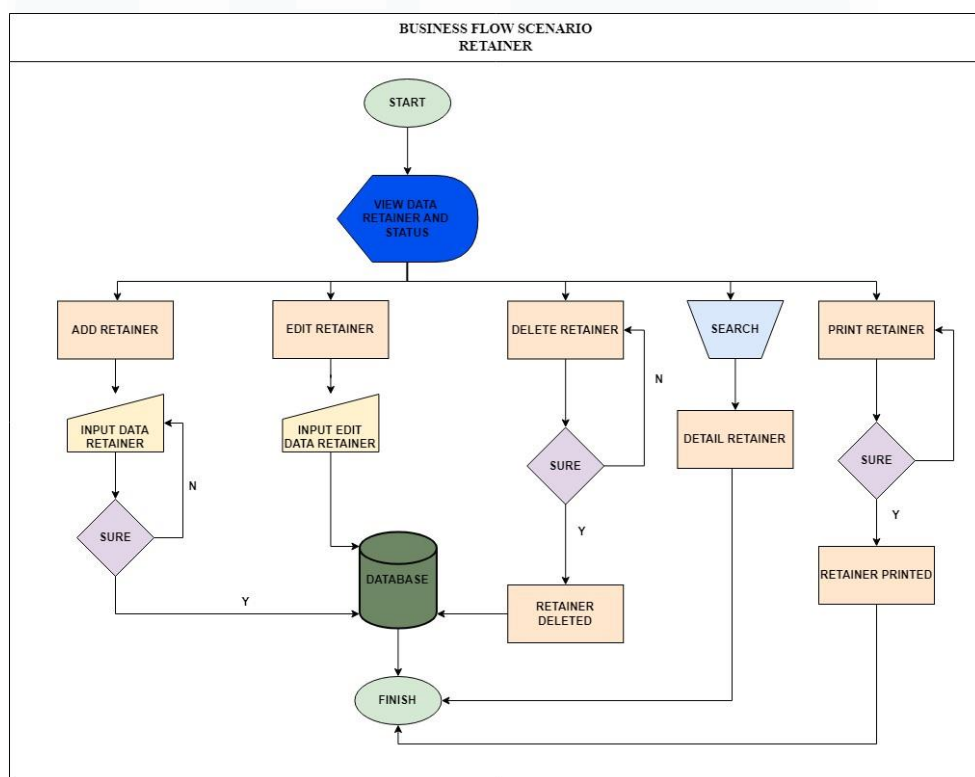 BUSINESS FLOW SCENARIO
RETAINER
START
VIEW DATA
RETAINER AND
STATUS
ADD RETAINER
EDIT RETAINER
DELETE RETAINER
SEARCH
PRINT RETAINER
N
INPUT DATA
RETAINER
INPUT EDIT
DATA RETAINER
DETAIL RETAINER
SURE
SURE
N
SURE
Y
Y
DATABASE
RETAINER PRINTED
Y
RETAINER
DELETED
FINISH